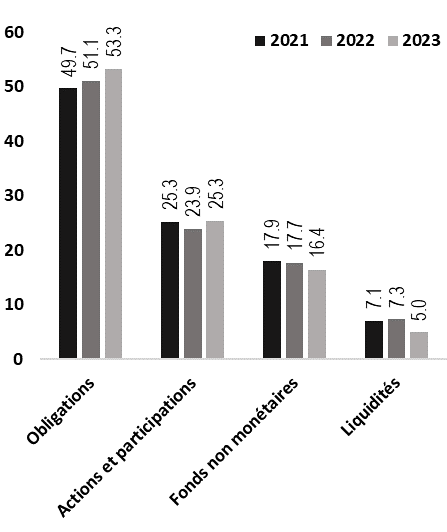 60
50
40
30
20
10
0
2021 2022 2023
49.7 51.1 53.3
25.3 23.9 25.3
17.9 17.7 16.4
7.1 7.3 5.0
Obligations
Actions et participations
Fonds non monétaires
Liquidités